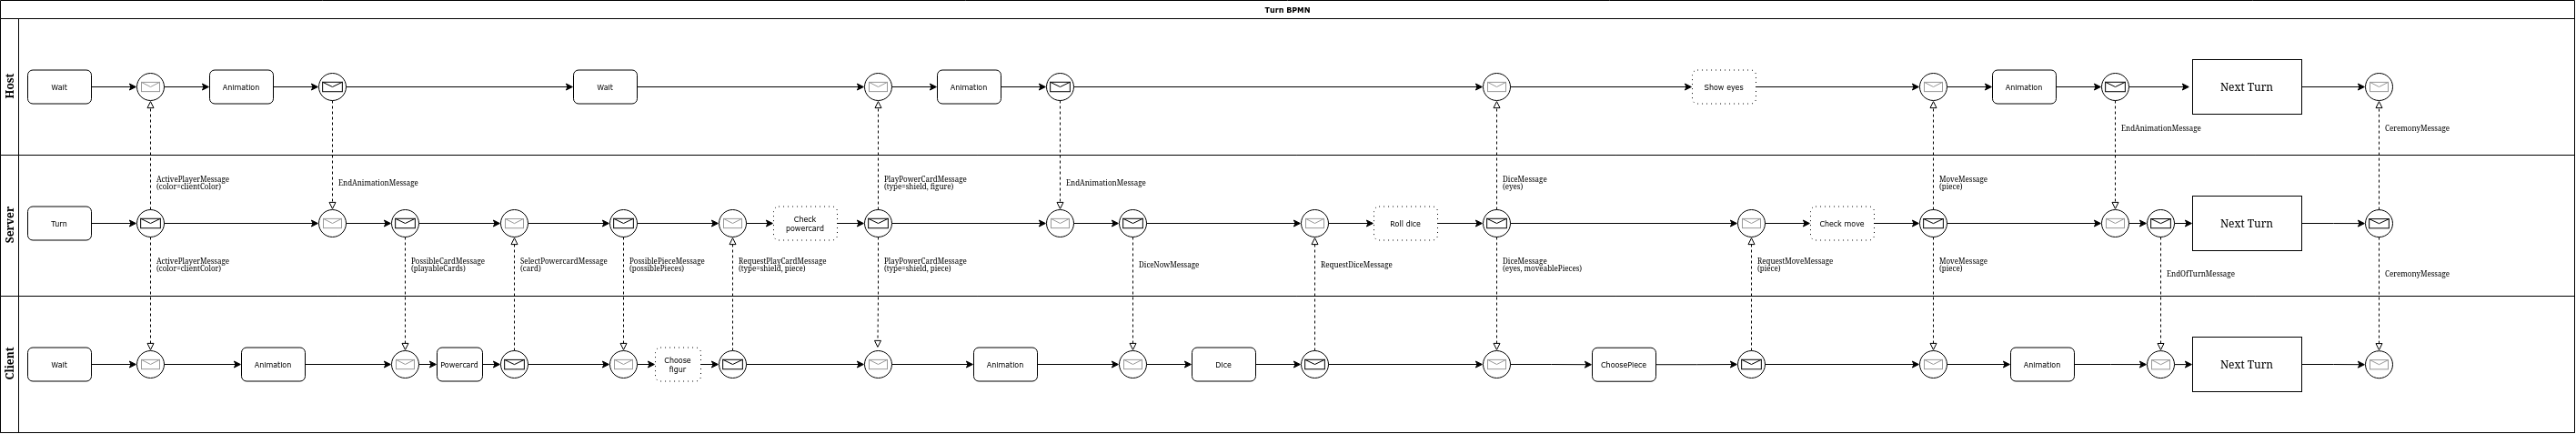 Turn BPMN
Host
Wait
Animation
Wait
Animation
Show eyes
Animation
Next Turn
EndAnimationMessage
CeremonyMessage
Server
ActivePlayerMessage
(color=clientColor)
EndAnimationMessage
PlayPowerCardMessage
(type=shield, figure)
EndAnimationMessage
DiceMessage
(eyes)
MoveMessage
(piece)
Turn
Check
powercard
Roll dice
Check move
Next Turn
ActivePlayerMessage
(color=clientColor)
PossibleCardMessage
(playableCards)
SelectPowercardMessage
(card)
PossiblePieceMessage
(possiblePieces)
RequestPlayCardMessage
(type=shield, piece)
PlayPowerCardMessage
(type=shield, piece)
DiceNowMessage
RequestDiceMessage
DiceMessage
(eyes, moveablePieces)
RequestMoveMessage
(piece)
MoveMessage
(piece)
EndOfTurnMessage
CeremonyMessage
Client
Wait
Animation
Powercard
Choose
figur
Animation
Dice
ChoosePiece
Animation
Next Turn